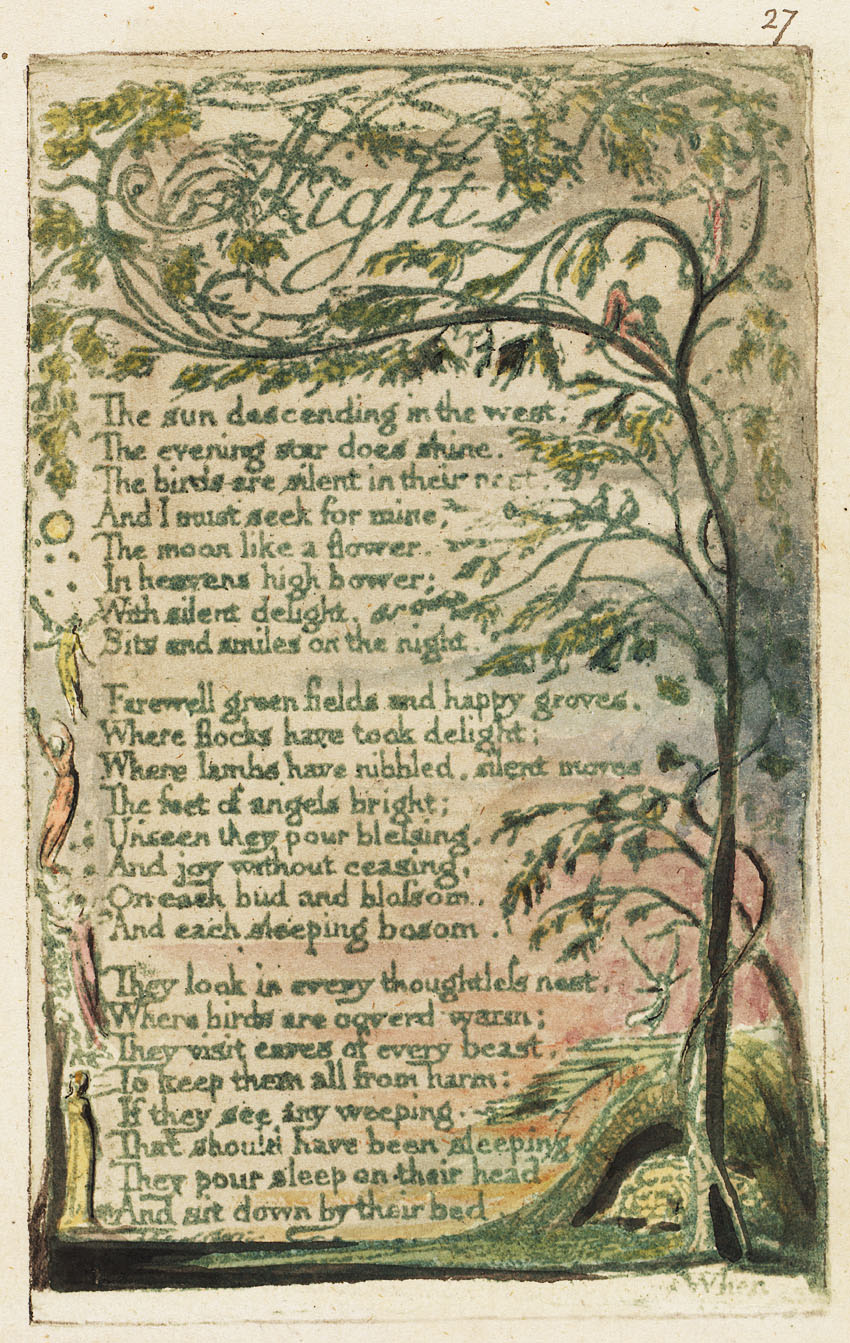 27
Night
The sun descending in the west.
The evening star does shine.
The birds are silent in their nest.
And I must seek for mine,
The moon like a flower.
In heavens high bower;
With silent delight.
Sits and smiles on the night.
Farewell green fields and happy groves.
Where flocks have took delight;
Where lambs have nibbled, silent moves
The feet of angels bright;
Unseen they pour blessing.
And joy without ceasing,
On each bud and blossom.
And each sleeping bosom.
They look in every thoughtless nest.
Where birds are coverd warm;
They visit caves of every beast,
To keep them all from harm:
If they see any weeping.
That should have been sleeping
They pour sleep on their head
And sit down by their bed.
When